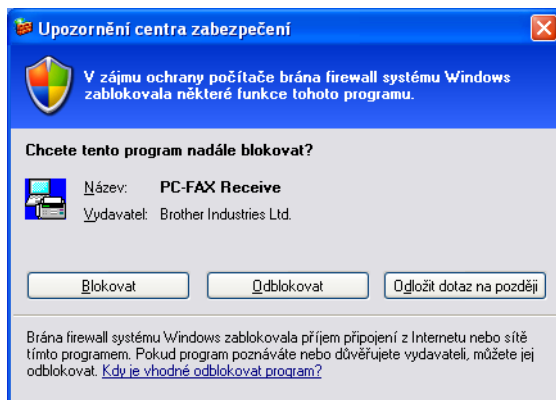 Upozornění centra zabezpečení
V zájmu ochrany počítače brána firewall systému Windows
zablokovala některé funkce tohoto programu.
Chcete tento program nadále blokovat?
Název: PC-FAX Receive
Vydavatel: Brother Industries Ltd.
Blokovat Odblokovat Odložit dotaz na později
Brána firewall systému Windows zablokovala příjem připojení z Internetu nebo sítě
tímto programem. Pokud program poznáváte nebo důvěřujete vydavateli, můžete jej
odblokovat. Kdy je vhodné odblokovat program?